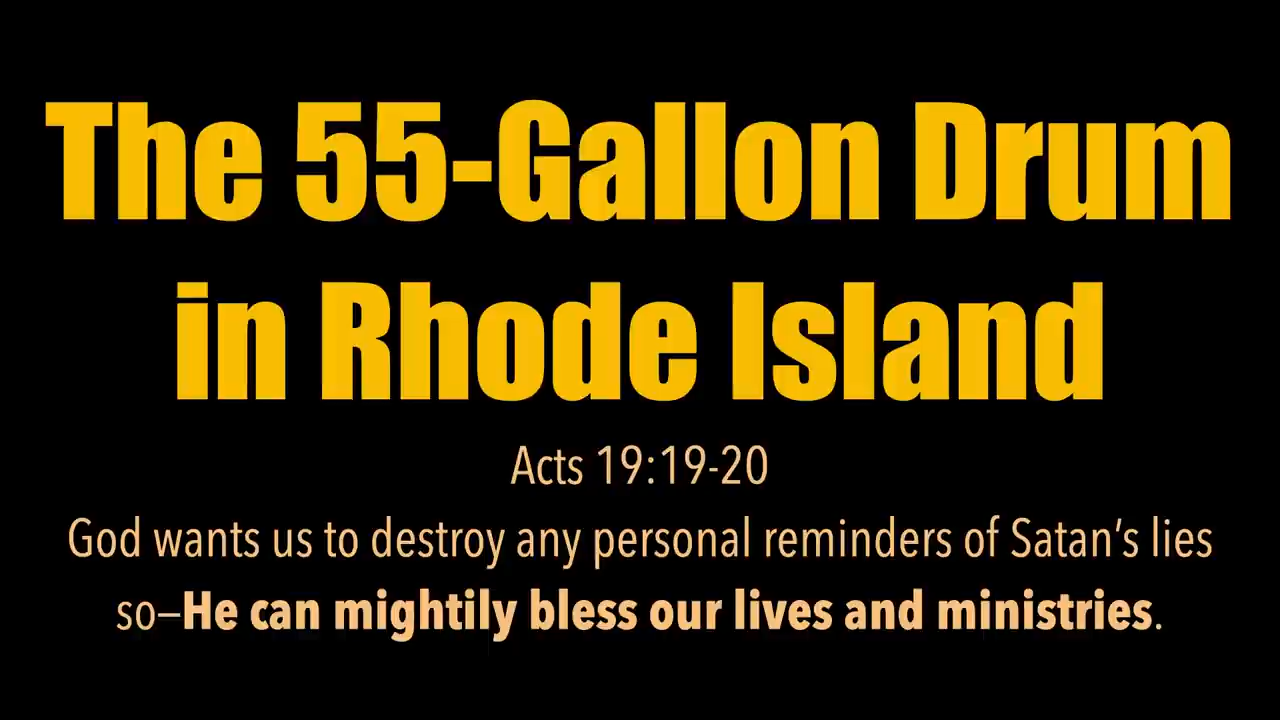 The 55-Gallon Drum
in Rhode Island
Acts 19:19-20
God wants us to destroy any personal reminders of Satan’s lies
so–He can mightily bless our lives and ministries.